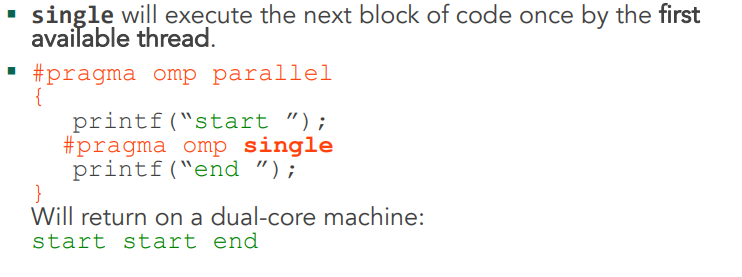 ▪ single will execute the next block of code once by the first
available thread.
▪ #pragma omp parallel
{
printf(“start ”);
#pragma omp single
printf(“end ”);
}
Will return on a dual-core machine:
start start end